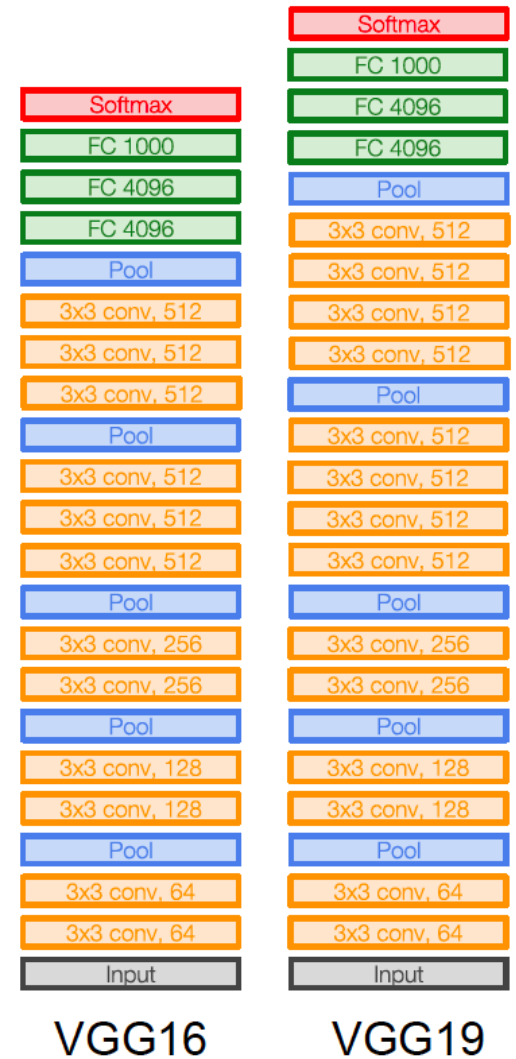 Softmax
FC 1000
FC 4096
FC 4096
Pool
3x3 conv, 512
3x3 conv, 512
3x3 conv, 512
Pool
3x3 conv, 512
3x3 conv, 512
3x3 conv, 512
Pool
3x3 conv, 256
3x3 conv, 256
Pool
3x3 conv, 128
3x3 conv, 128
Pool
3x3 conv, 64
3x3 conv, 64
Input
VGG16
Softmax
FC 1000
FC 4096
FC 4096
Pool
3x3 conv, 512
3x3 conv, 512
3x3 conv, 512
3x3 conv, 512
Pool
3x3 conv, 512
3x3 conv, 512
3x3 conv, 512
3x3 conv, 512
Pool
3x3 conv, 256
3x3 conv, 256
Pool
3x3 conv, 128
3x3 conv, 128
Pool
3x3 conv, 64
3x3 conv, 64
Input
VGG19